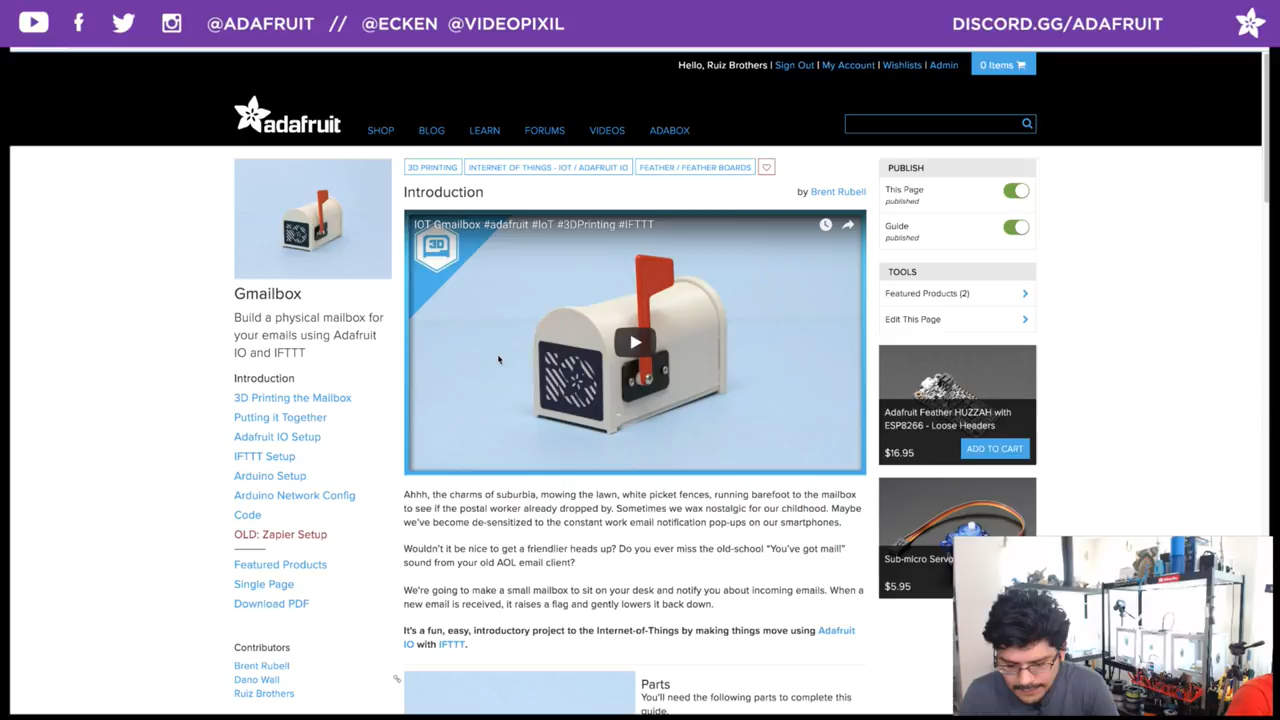 @ADAFRUIT // @ECKEN @VIDEOPIXIL
DISCORD.GG/ADAFRUIT
Hello, Ruiz Brothers | Sign Out | My Account | Wishlists | Admin
0 Items
adafruit
SHOP BLOG LEARN FORUMS VIDEOS ADABOX
3D PRINTING INTERNET OF THINGS - IOT / ADAFRUIT IO FEATHER / FEATHER BOARDS
Introduction
by Brent Rubell
IOT Gmailbox #adafruit #IoT #3DPrinting #IFTTT
3D
Gmailbox
Build a physical mailbox for
your emails using Adafruit
IO and IFTTT
Introduction
3D Printing the Mailbox
Putting it Together
Adafruit IO Setup
IFTTT Setup
Arduino Setup
Arduino Network Config
Code
OLD: Zapier Setup
Featured Products
Single Page
Download PDF
Contributors
Brent Rubell
Dano Wall
Ruiz Brothers
Ahhh, the charms of suburbia, mowing the lawn, white picket fences, running barefoot to the mailbox
to see if the postal worker already dropped by. Sometimes we wax nostalgic for our childhood. Maybe
we've become de-sensitized to the constant work email notification pop-ups on our smartphones.
Wouldn't it be nice to get a friendlier heads up? Do you ever miss the old-school "You've got mail!"
sound from your old AOL email client?
We're going to make a small mailbox to sit on your desk and notify you about incoming emails. When a
new email is received, it raises a flag and gently lowers it back down.
It's a fun, easy, introductory project to the Internet-of-Things by making things move using Adafruit
IO with IFTTT.
Parts
You'll need the following parts to complete this
guide.
PUBLISH
This Page
published
Guide
published
TOOLS
Featured Products (2)
Edit This Page
Adafruit Feather HUZZAH with
ESP8266 - Loose Headers
$16.95
ADD TO CART
Sub-micro Servo
$5.95